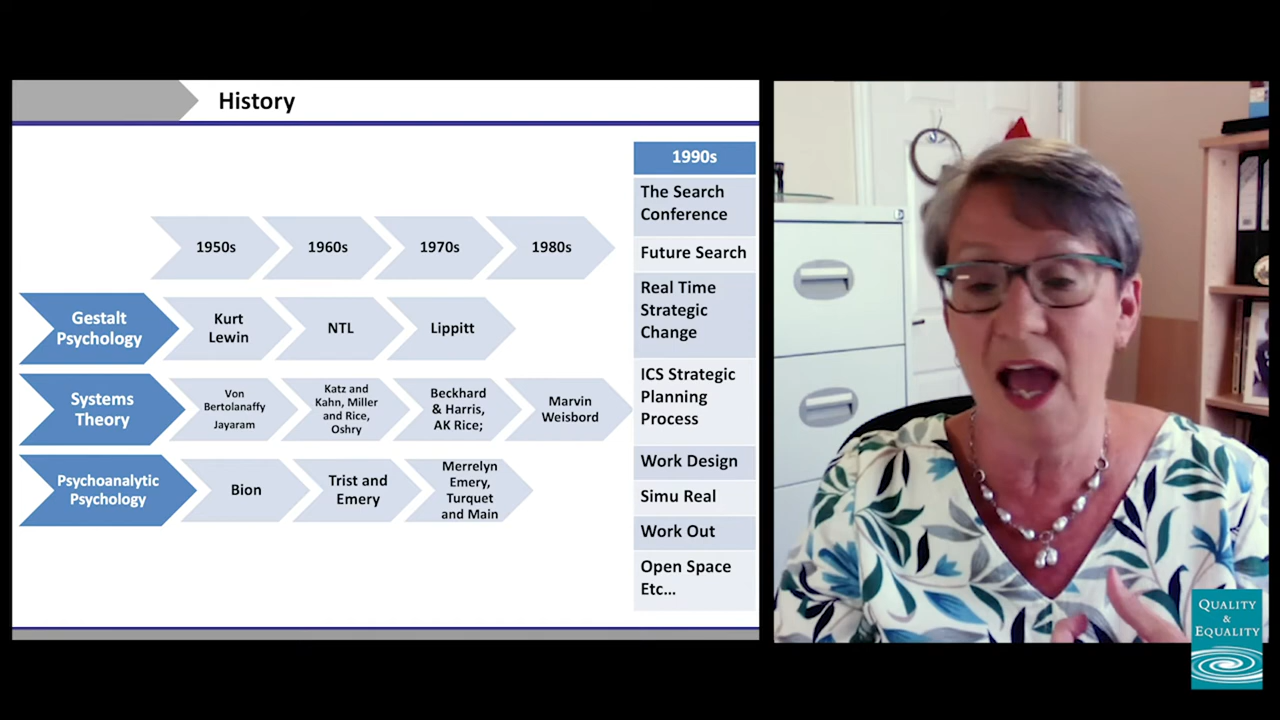 History
1950s
1960s
1970s
1980s
Gestalt
Psychology
Kurt
Lewin
NTL
Lippitt
Systems
Theory
Von
Bertolanaffy
Jayaram
Katz and
Kahn, Miller
and Rice,
Oshry
Beckhard
& Harris,
AK Rice;
Marvin
Weisbord
Psychoanalytic
Psychology
Bion
Trist and
Emery
Merrelyn
Emery,
Turquet
and Main
1990s
The Search
Conference
Future Search
Real Time
Strategic
Change
ICS Strategic
Planning
Process
Work Design
Simu Real
Work Out
Open Space
Etc...
QUALITY
&
EQUALITY